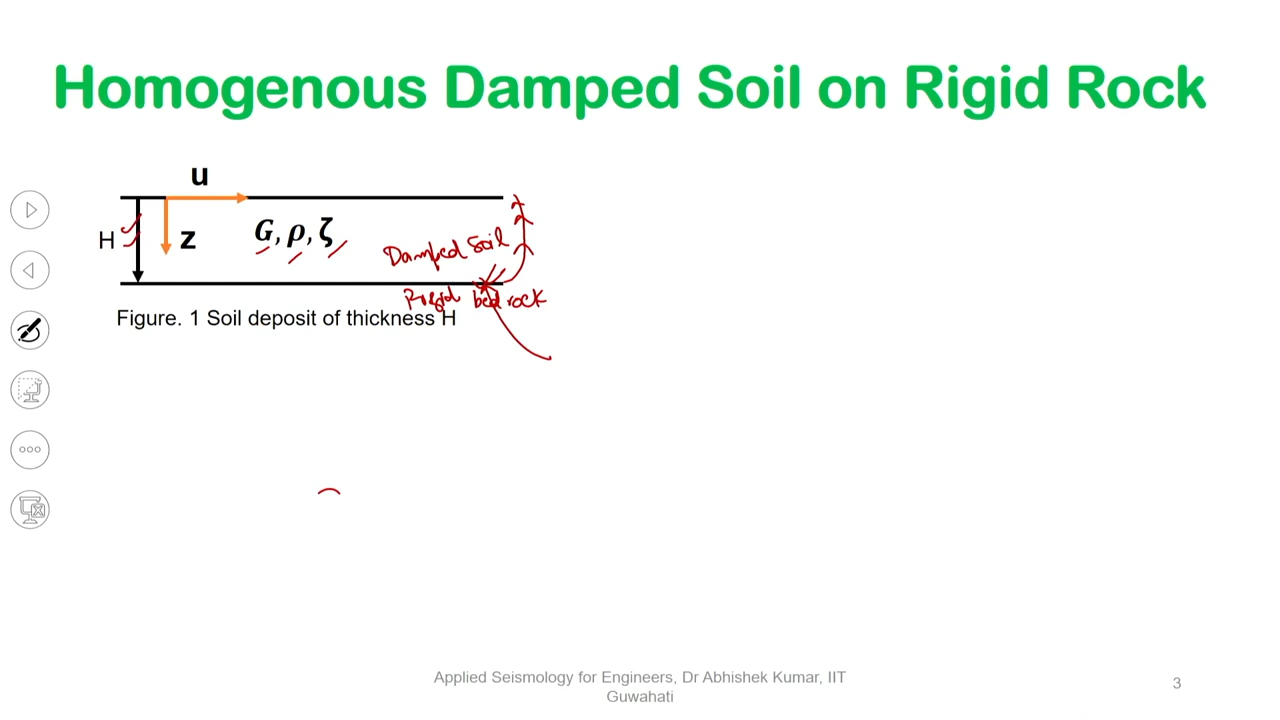 Homogenous Damped Soil on Rigid Rock
u
H
z
G, ρ, ζ
Damped Soil
Rigid bed rock
Figure. 1 Soil deposit of thickness H
Applied Seismology for Engineers, Dr Abhishek Kumar, IIT
Guwahati
3